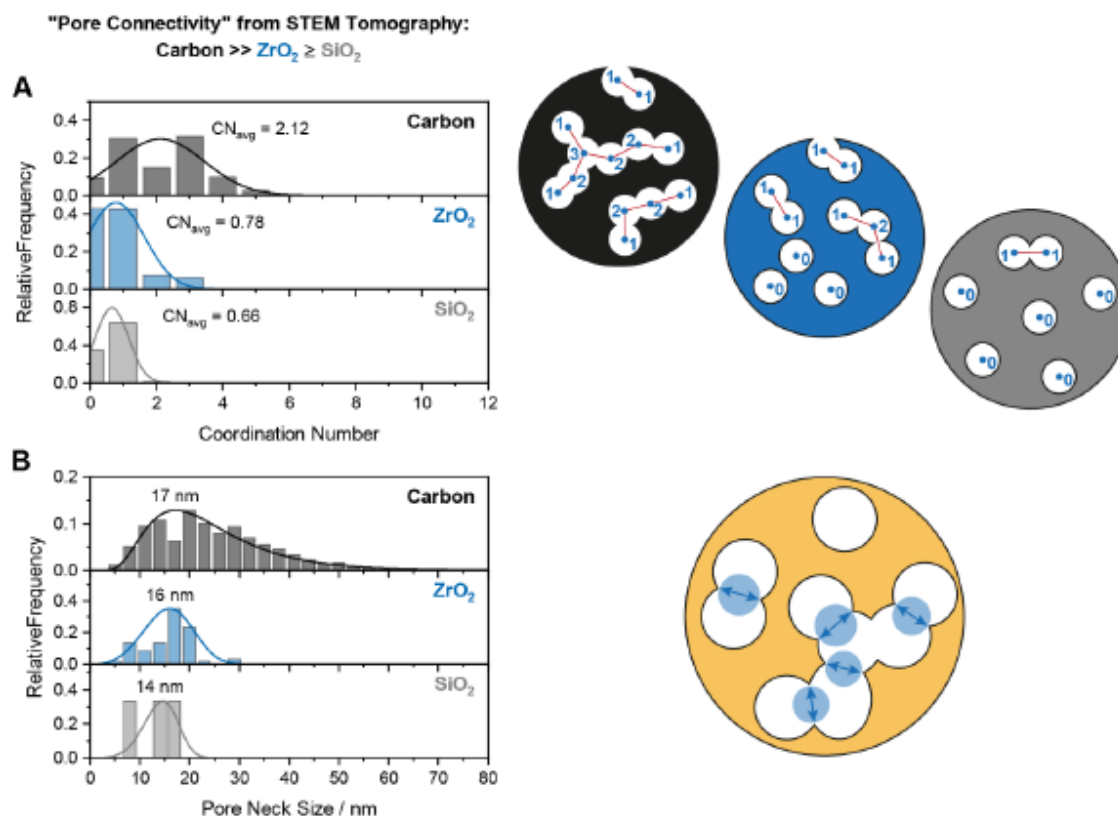 "Pore Connectivity" from STEM Tomography:
Carbon >> ZrO₂ ≥ SiO₂
A
RelativeFrequency
0.4
0.2
0.0
Carbon
CNavg = 2.12
0.4
0.2
0.0
ZrO₂
CNavg = 0.78
0.8
0.4
0.0
SiO₂
CNavg = 0.66
0 2 4 6 8 10 12
Coordination Number
1
1
1
2
1
3
2
2
1
1
2
2
1
1
1
1
1
1
2
1
0
0
0
1
1
0
0
0
0
0
B
RelativeFrequency
0.2
0.1
0.0
17 nm
Carbon
0.4
0.2
0.0
16 nm
ZrO₂
0.4
0.2
0.0
14 nm
SiO₂
0 10 20 30 40 50 60 70 80
Pore Neck Size / nm